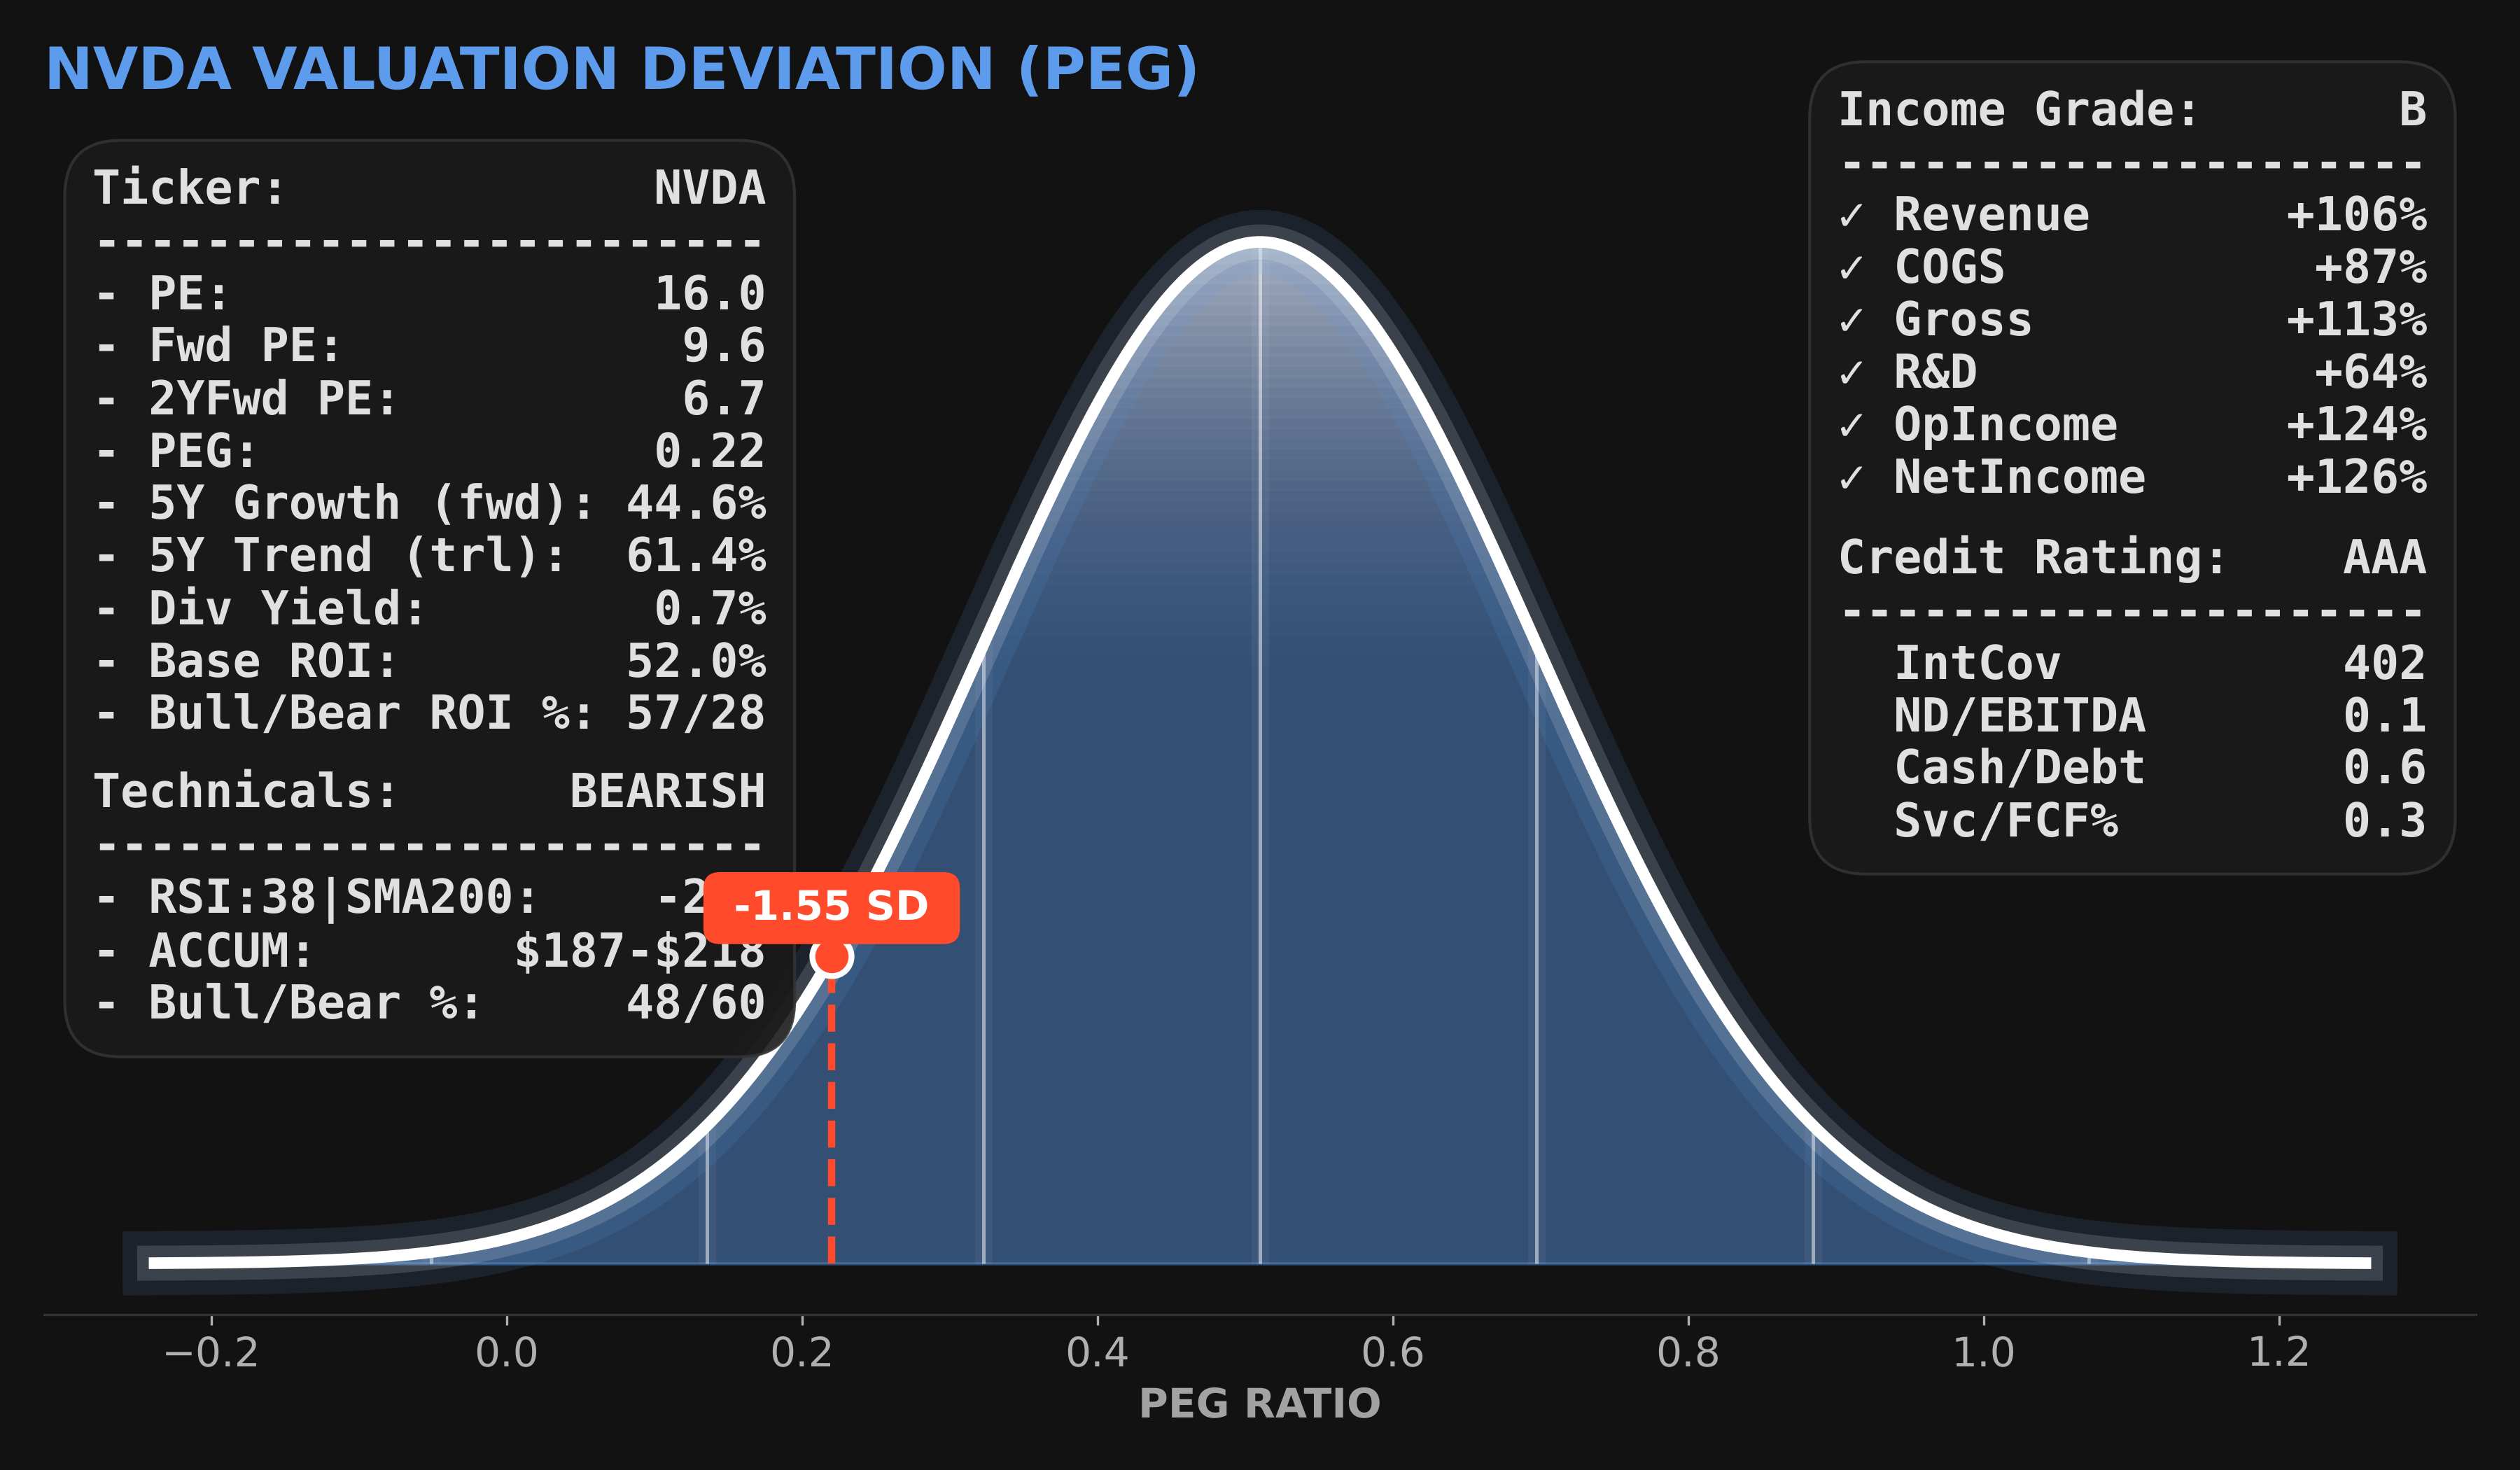 NVDA VALUATION DEVIATION (PEG)
Ticker: NVDA
--------------------------
- PE: 16.0
- Fwd PE: 9.6
- 2YFwd PE: 6.7
- PEG: 0.22
- 5Y Growth (fwd): 44.6%
- 5Y Trend (trl): 61.4%
- Div Yield: 0.7%
- Base ROI: 52.0%
- Bull/Bear ROI %: 57/28
Technicals: BEARISH
--------------------------
- RSI:38|SMA200:
- ACCUM: $187-$218
- Bull/Bear %: 48/60
-1.55 SD
Income Grade: B
---------------------
✓ Revenue +106%
✓ COGS +87%
✓ Gross +113%
✓ R&D +64%
✓ OpIncome +124%
✓ NetIncome +126%
Credit Rating: AAA
---------------------
IntCov 402
ND/EBITDA 0.1
Cash/Debt 0.6
Svc/FCF% 0.3
−0.2 0.0 0.2 0.4 0.6 0.8 1.0 1.2
PEG RATIO